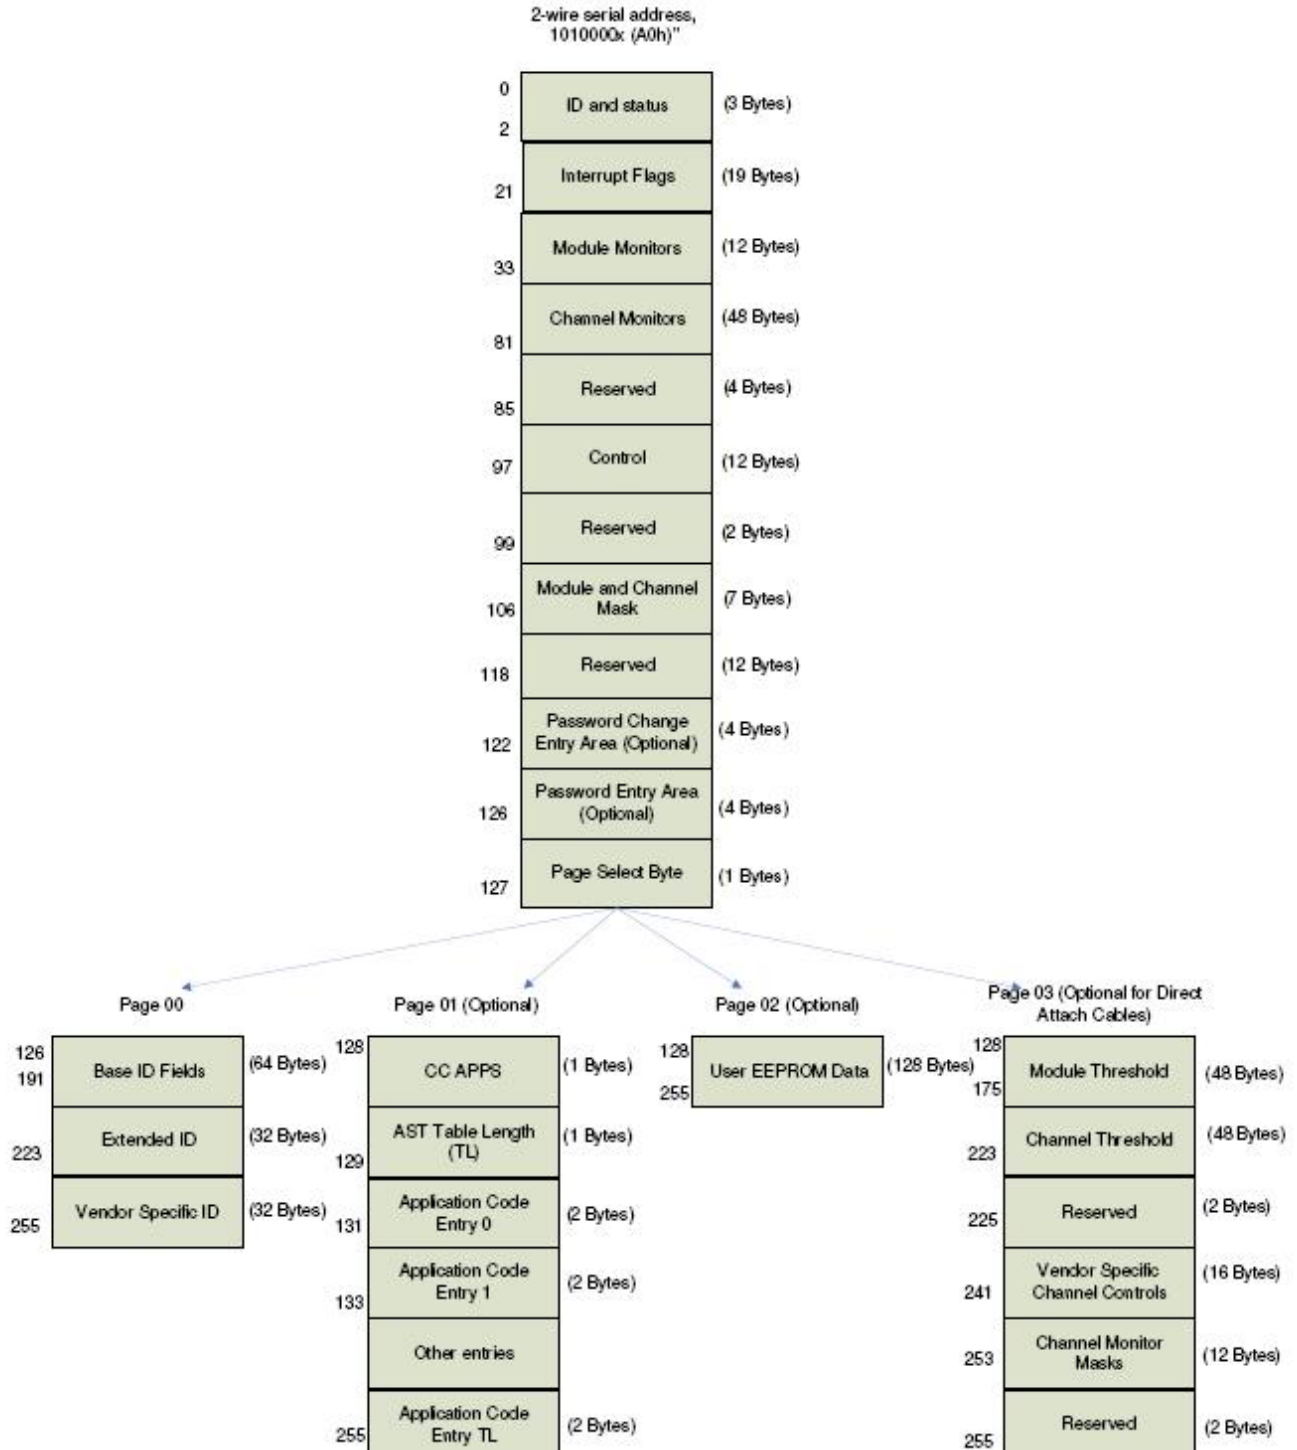 2-wire serial address,
1010000x (A0h)"
0
ID and status
(3 Bytes)
2
Interrupt Flags
(19 Bytes)
21
Module Monitors
(12 Bytes)
33
Channel Monitors
(48 Bytes)
81
Reserved
(4 Bytes)
85
Control
(12 Bytes)
97
Reserved
(2 Bytes)
99
Module and Channel
Mask
(7 Bytes)
106
Reserved
(12 Bytes)
118
Password Change
Entry Area (Optional)
(4 Bytes)
122
Password Entry Area
(Optional)
(4 Bytes)
126
Page Select Byte
(1 Bytes)
127
Page 00
126
191
Base ID Fields
(64 Bytes)
Extended ID
(32 Bytes)
223
Vendor Specific ID
(32 Bytes)
255
Page 01 (Optional)
128
CC APPS
(1 Bytes)
AST Table Length
(TL)
(1 Bytes)
129
Application Code
Entry 0
(2 Bytes)
131
Application Code
Entry 1
(2 Bytes)
133
Other entries
Application Code
Entry TL
(2 Bytes)
255
Page 02 (Optional)
128
255
User EEPROM Data
(128 Bytes)
Page 03 (Optional for Direct
Attach Cables)
128
175
Module Threshold
(48 Bytes)
Channel Threshold
(48 Bytes)
223
Reserved
(2 Bytes)
225
Vendor Specific
Channel Controls
(16 Bytes)
241
Channel Monitor
Masks
(12 Bytes)
253
Reserved
(2 Bytes)
255